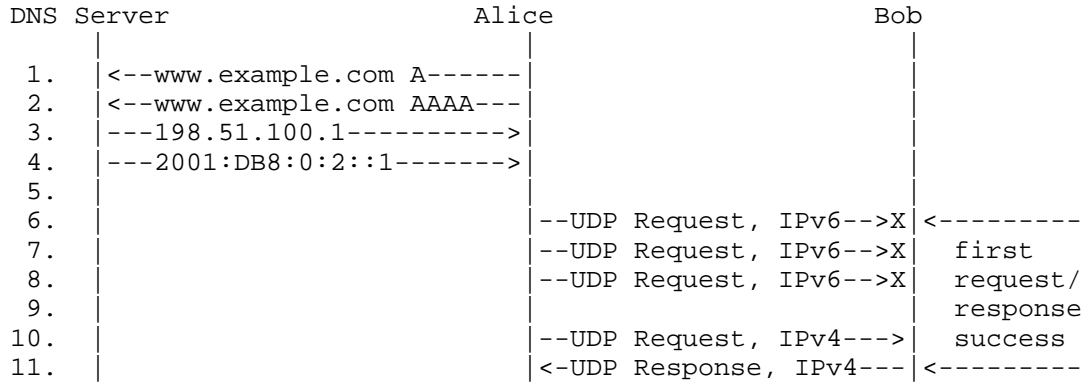 DNS Server                  Alice                         Bob
     |                           |                             |
 1.  |<--www.example.com A------|                             |
 2.  |<--www.example.com AAAA---|                             |
 3.  |---198.51.100.1---------->|                             |
 4.  |---2001:DB8:0:2::1------->|                             |
 5.  |                           |                             |
 6.  |                           |--UDP Request, IPv6-->X|<---------
 7.  |                           |--UDP Request, IPv6-->X|  first
 8.  |                           |--UDP Request, IPv6-->X|  request/
 9.  |                           |                       |  response
10.  |                           |--UDP Request, IPv4--->|  success
11.  |                           |<-UDP Response, IPv4---|<---------